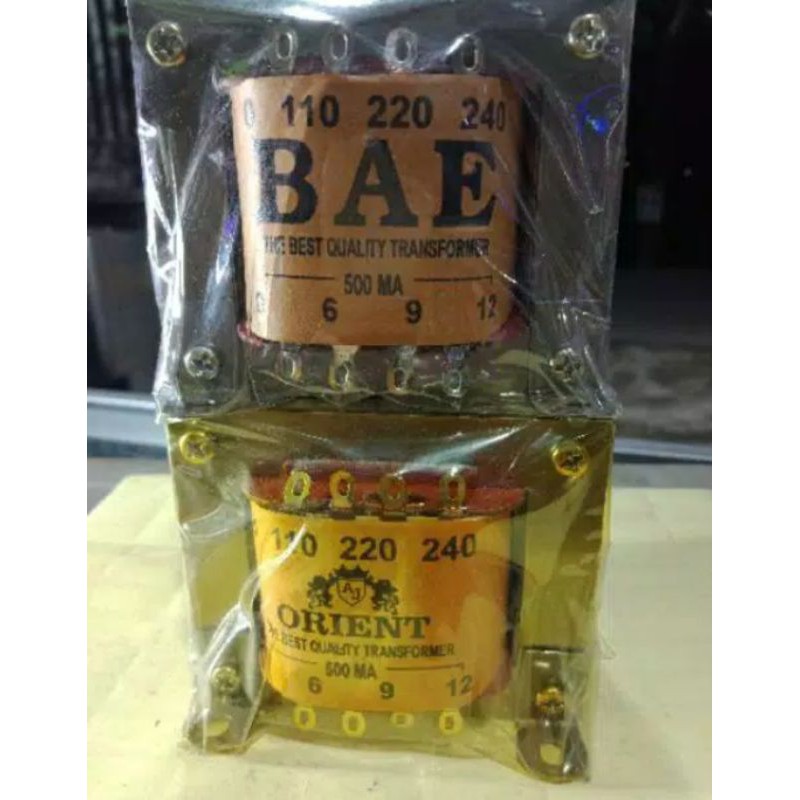 0 110 220 240
BAE
THE BEST QUALITY TRANSFORMER
500 MA
0 6 9 12
110 220 240
AJ
ORIENT
BEST QUALITY TRANSFORMER
500 MA
6 9 12